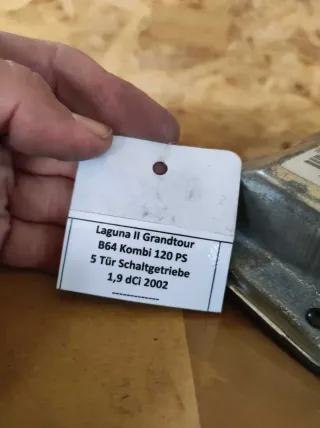 Laguna II Grandtour
B64 Kombi 120 PS
5 Tür Schaltgetriebe
1,9 dCi 2002
------------